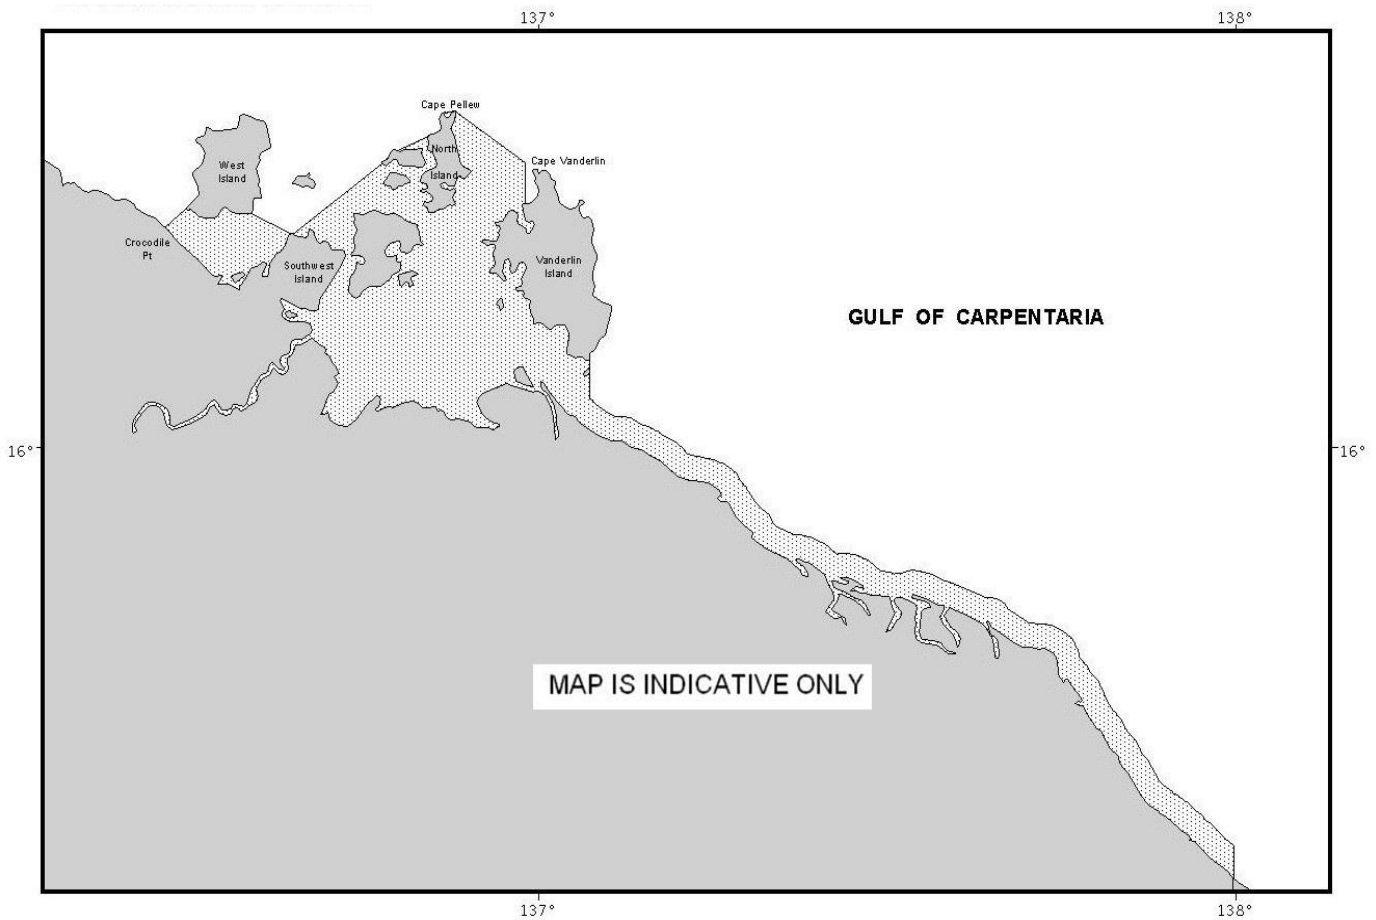 137°
138°
Cape Pellew
North
Island
Cape Vanderlin
West
Island
Crocodile
Pt
Southwest
Island
Vanderlin
Island
GULF OF CARPENTARIA
16°
16°
MAP IS INDICATIVE ONLY
137°
138°